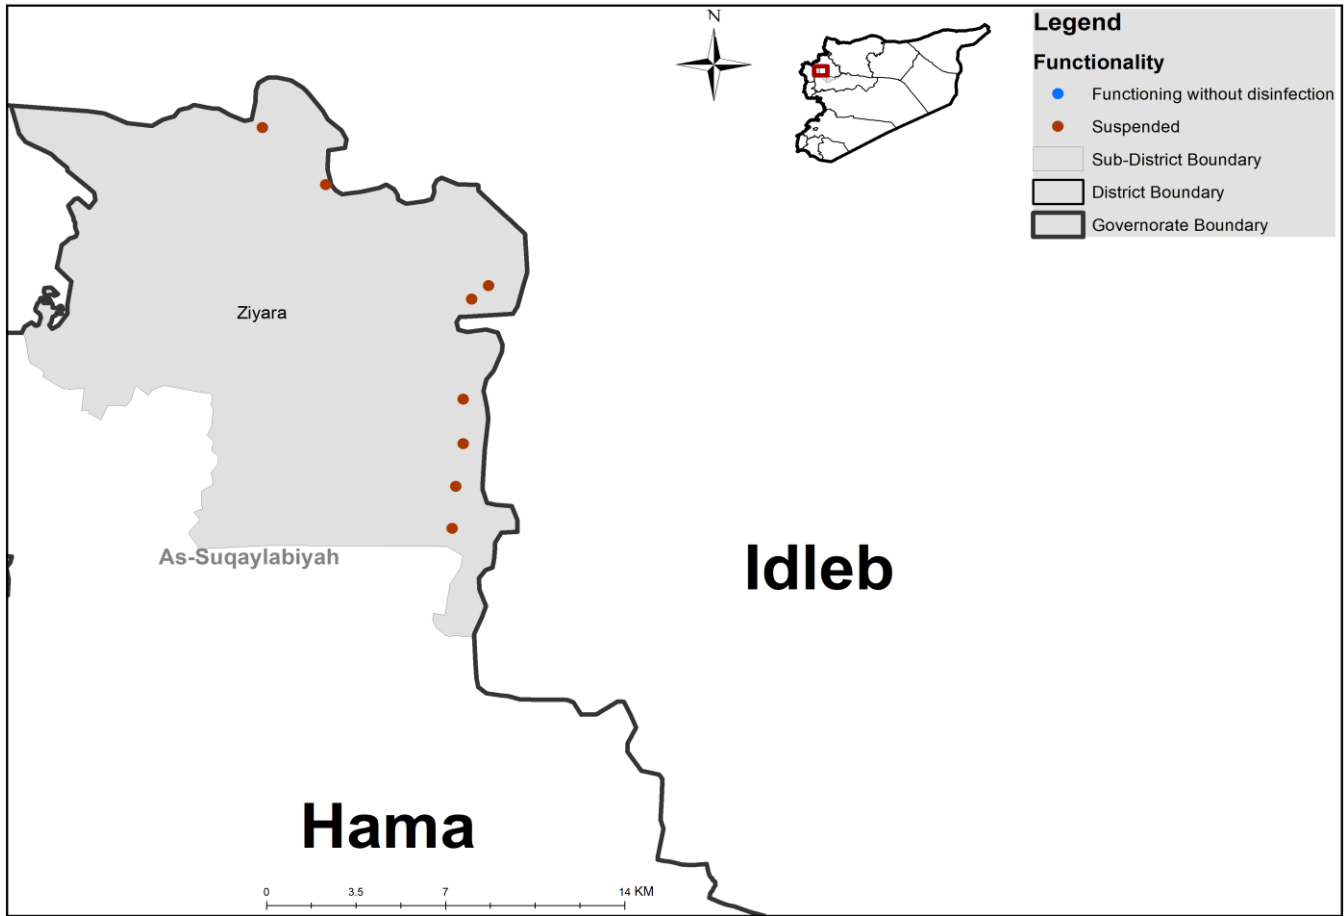 N
Legend
Functionality
Functioning without disinfection
Suspended
Sub-District Boundary
District Boundary
Governorate Boundary
Ziyara
As-Suqaylabiyah
Idleb
Hama
0 3.5 7 14 KM